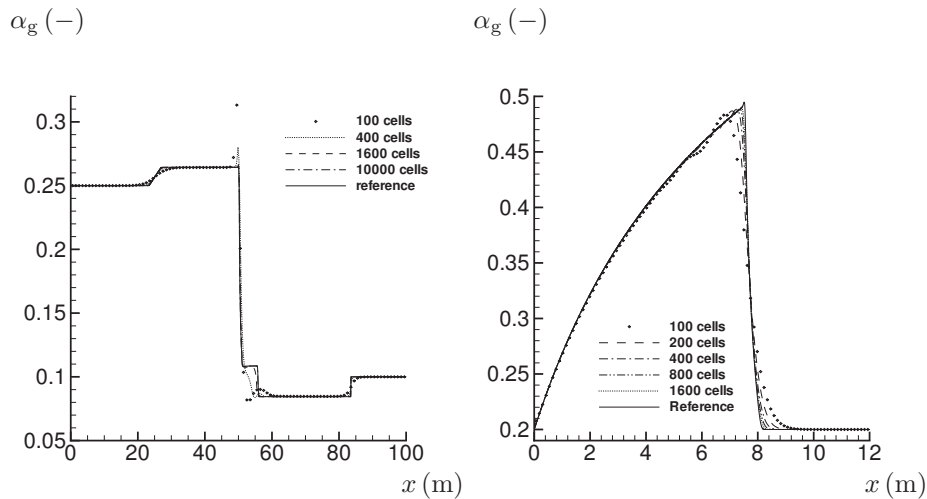 α_g (−)
0.3
0.25
0.2
0.15
0.1
0.05
0 20 40 60 80 100
x (m)
100 cells
400 cells
1600 cells
10000 cells
reference
α_g (−)
0.5
0.45
0.4
0.35
0.3
0.25
0.2
0 2 4 6 8 10 12
x (m)
100 cells
200 cells
400 cells
800 cells
1600 cells
Reference